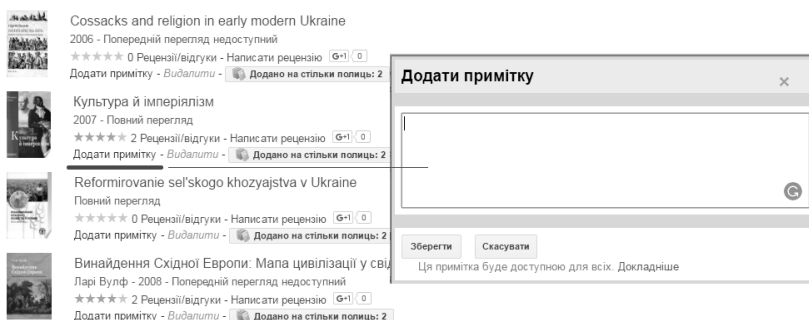 Cossacks and religion in early modern Ukraine
2006 - Попередній перегляд недоступний
0 Рецензії/відгуки - Написати рецензію G+1 0
Додати примітку - Видалити - Додано на стільки полиць: 2
Культура й імперіялізм
2007 - Повний перегляд
2 Рецензії/відгуки - Написати рецензію G+1 0
Додати примітку - Видалити - Додано на стільки полиць: 2
Reformirovanie sel'skogo khozyajstva v Ukraine
Повний перегляд
0 Рецензії/відгуки - Написати рецензію G+1 0
Додати примітку - Видалити - Додано на стільки полиць: 2
Винайдення Східної Европи: Мапа цивілізації у сві
Ларі Вулф - 2008 - Попередній перегляд недоступний
2 Рецензії/відгуки - Написати рецензію G+1 0
Додати примітку - Видалити - Додано на стільки полиць: 2
Додати примітку ×
Зберегти Скасувати
Ця примітка буде доступною для всіх. Докладніше